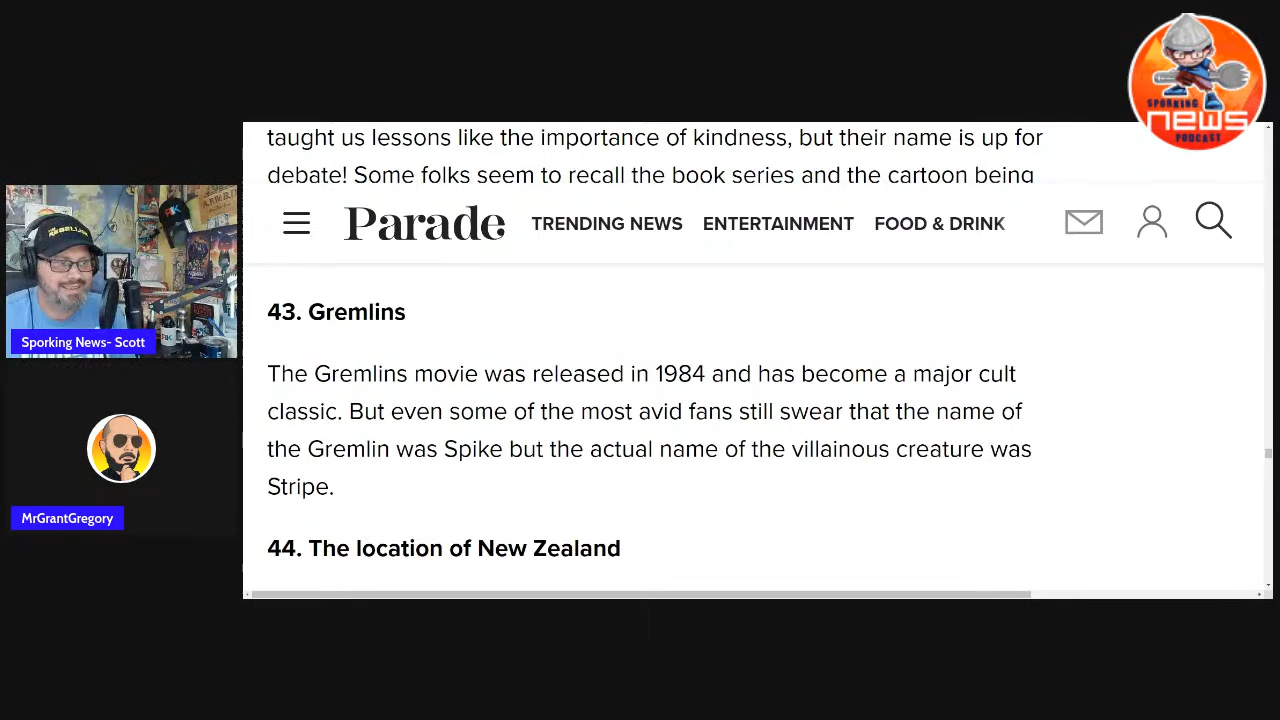 SPORKING
news
PODCAST
taught us lessons like the importance of kindness, but their name is up for
debate! Some folks seem to recall the book series and the cartoon being
Parade TRENDING NEWS ENTERTAINMENT FOOD & DRINK
43. Gremlins
The Gremlins movie was released in 1984 and has become a major cult
classic. But even some of the most avid fans still swear that the name of
the Gremlin was Spike but the actual name of the villainous creature was
Stripe.
44. The location of New Zealand
REBELLION
Sporking News- Scott
MrGrantGregory